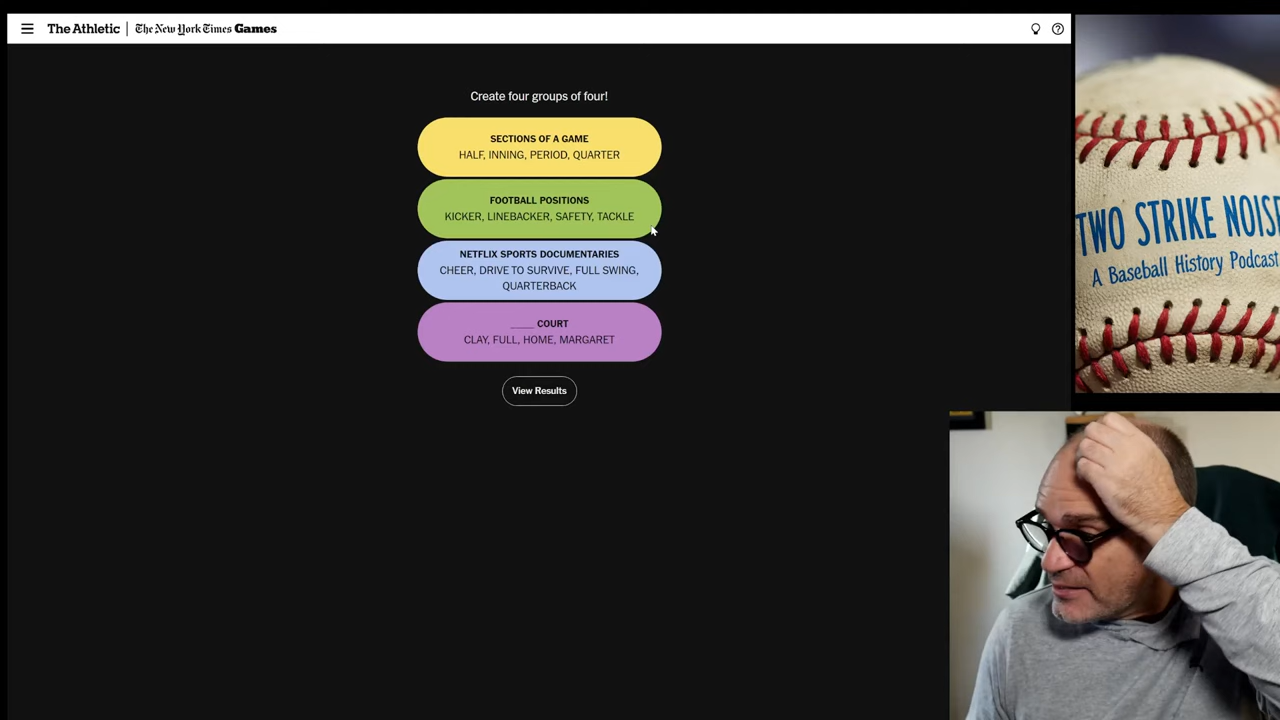 The Athletic | The New York Times Games
Create four groups of four!
SECTIONS OF A GAME
HALF, INNING, PERIOD, QUARTER
FOOTBALL POSITIONS
KICKER, LINEBACKER, SAFETY, TACKLE
NETFLIX SPORTS DOCUMENTARIES
CHEER, DRIVE TO SURVIVE, FULL SWING,
QUARTERBACK
____ COURT
CLAY, FULL, HOME, MARGARET
View Results
TWO STRIKE NOISE
A Baseball History Podcast